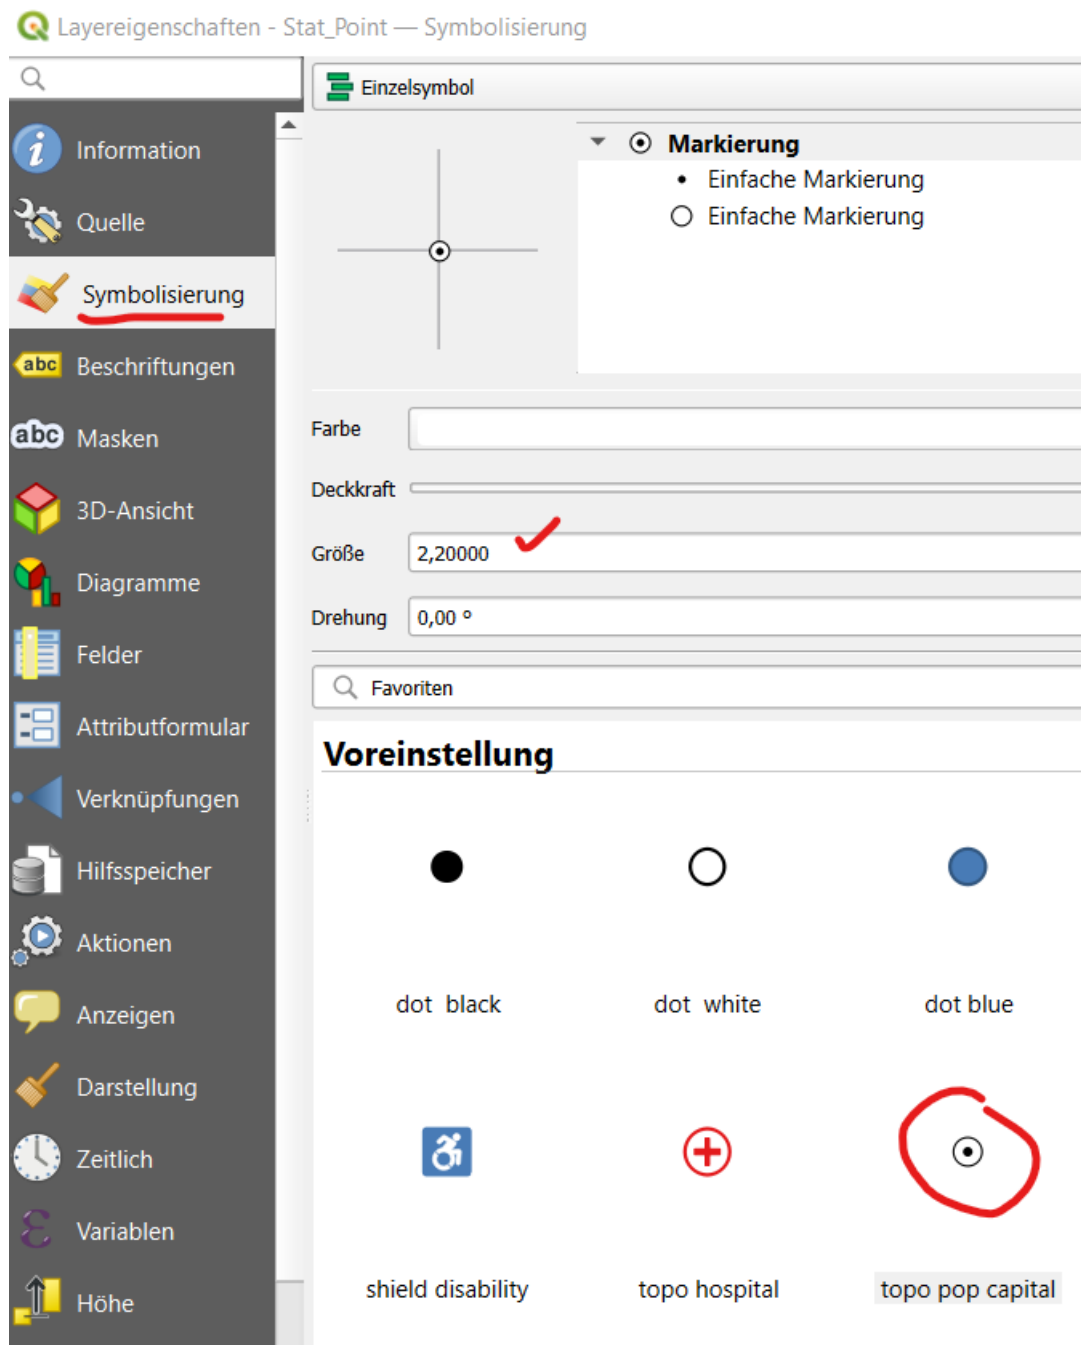 Layereigenschaften - Stat_Point — Symbolisierung
Einzelsymbol
Information
Quelle
Symbolisierung
Beschriftungen
abc
Masken
abc
3D-Ansicht
Diagramme
Felder
Attributformular
Verknüpfungen
Hilfsspeicher
Aktionen
Anzeigen
Darstellung
Zeitlich
Variablen
Höhe
Markierung
Einfache Markierung
Einfache Markierung
Farbe
Deckkraft
Größe 2,20000
Drehung 0,00 °
Favoriten
Voreinstellung
dot black dot white dot blue
shield disability topo hospital topo pop capital